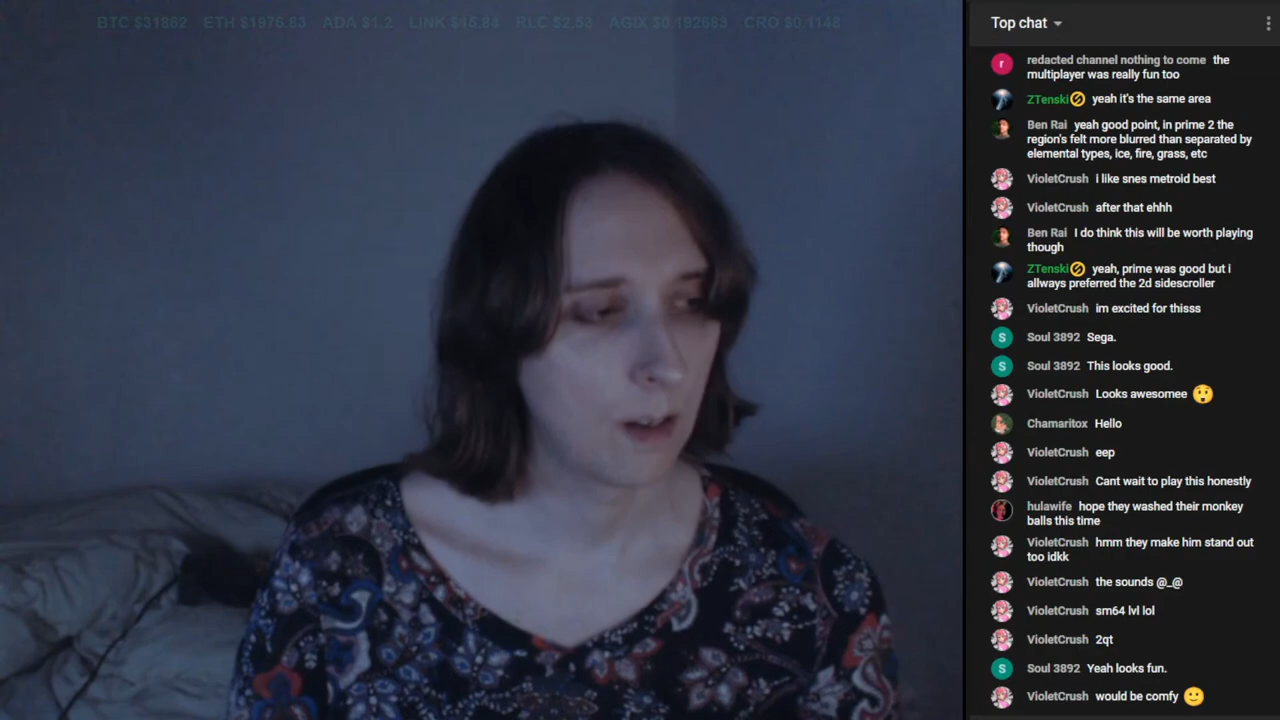 BTC $31862 ETH $1976.83 ADA $1.2 LINK $15.84 RLC $2.53 AGIX $0.192683 CRO $0.1148
Top chat
r
redacted channel nothing to come the
multiplayer was really fun too
ZTenski yeah it's the same area
Ben Rai yeah good point, in prime 2 the
region's felt more blurred than separated by
elemental types, ice, fire, grass, etc
VioletCrush i like snes metroid best
VioletCrush after that ehhh
Ben Rai I do think this will be worth playing
though
ZTenski yeah, prime was good but i
allways preferred the 2d sidescroller
VioletCrush im excited for thisss
S
Soul 3892 Sega.
S
Soul 3892 This looks good.
VioletCrush Looks awesomee 😲
Chamaritox Hello
VioletCrush eep
VioletCrush Cant wait to play this honestly
hulawife hope they washed their monkey
balls this time
VioletCrush hmm they make him stand out
too idkk
VioletCrush the sounds @_@
VioletCrush sm64 lvl lol
VioletCrush 2qt
S
Soul 3892 Yeah looks fun.
VioletCrush would be comfy 🙂